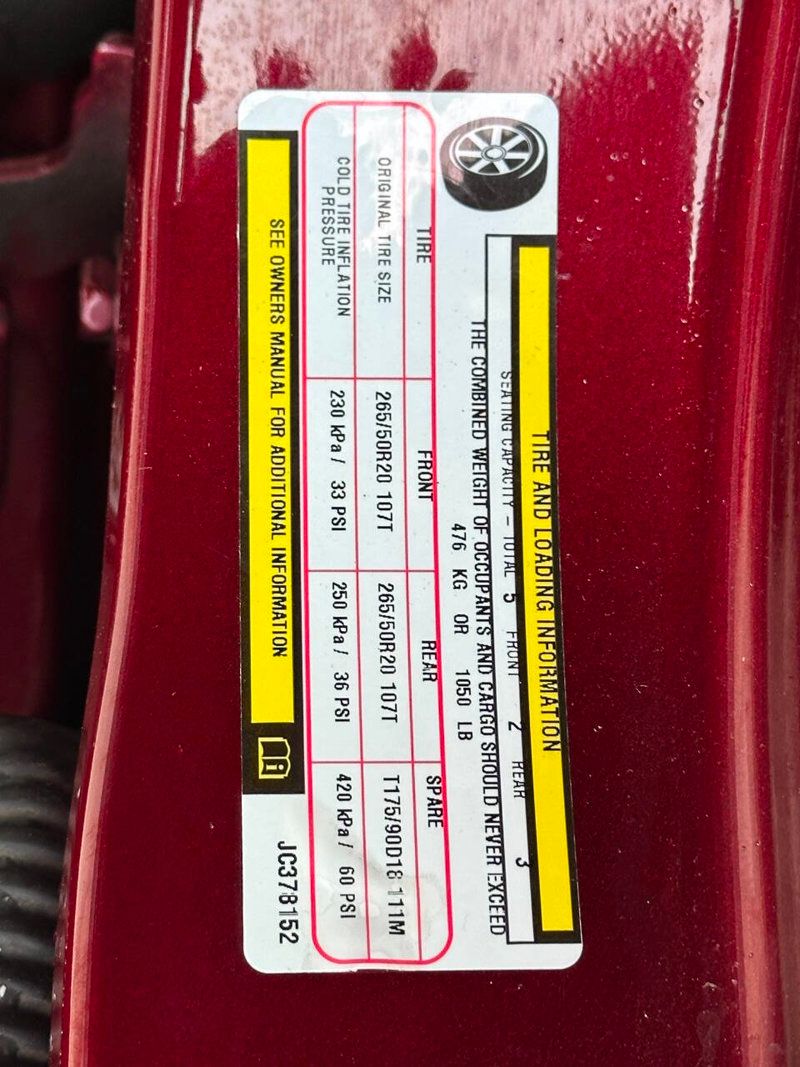 TIRE AND LOADING INFORMATION
SEATING CAPACITY – TOTAL 5 FRONT 2 REAR 3
THE COMBINED WEIGHT OF OCCUPANTS AND CARGO SHOULD NEVER EXCEED
476 KG OR 1050 LB
TIRE FRONT REAR SPARE
ORIGINAL TIRE SIZE 265/50R20 107T 265/50R20 107T T175/90D18 111M
COLD TIRE INFLATION PRESSURE 230 kPa / 33 PSI 250 kPa / 36 PSI 420 kPa / 60 PSI
SEE OWNERS MANUAL FOR ADDITIONAL INFORMATION
JC378152